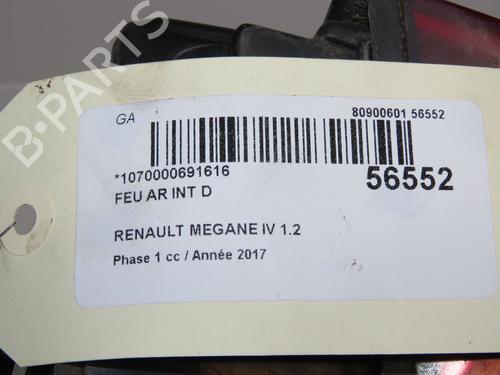 B-PARTS
GA
80900601 56552
*1070000691616
56552
FEU AR INT D
RENAULT MEGANE IV 1.2
Phase 1 cc / Année 2017